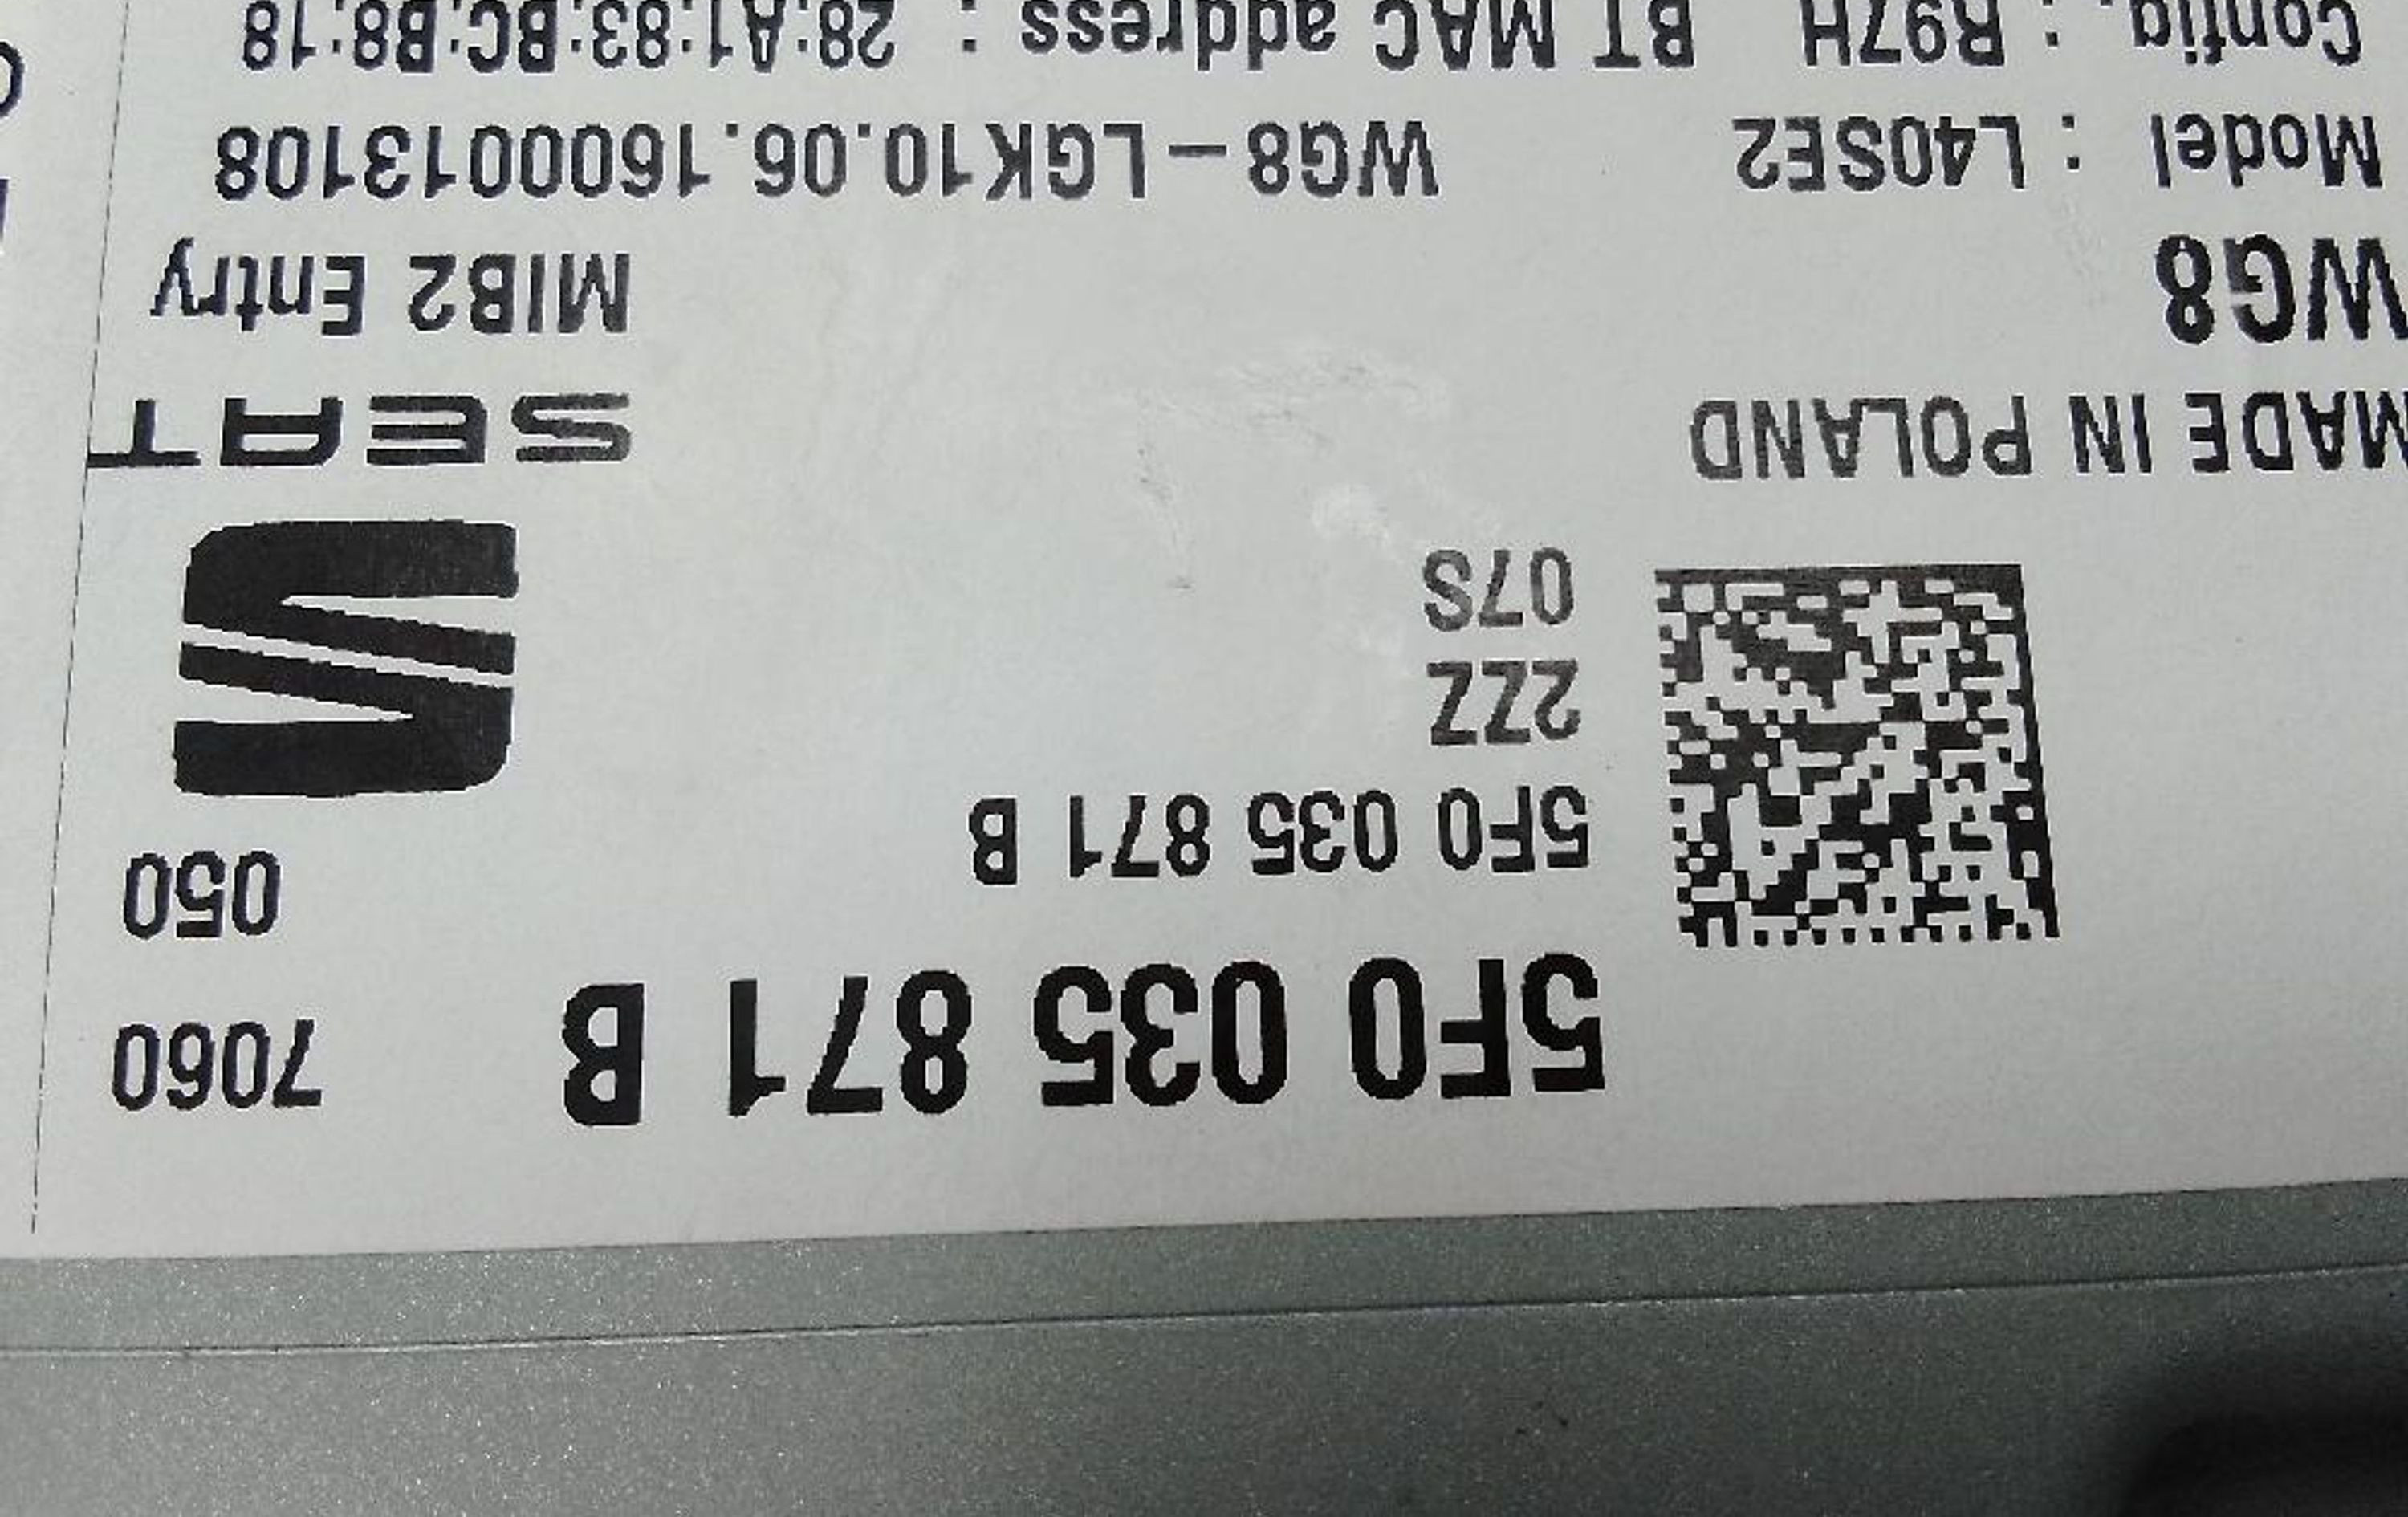 5F0 035 871 B 7060
5F0 035 871 B 050
2ZZ
07S
MADE IN POLAND SEAT
WG8 MIB2 Entry
Model : L40SE2 WG8-LGK10.06.1600013108
Config. : R97H BT MAC address : 28:A1:83:BC:B8:18